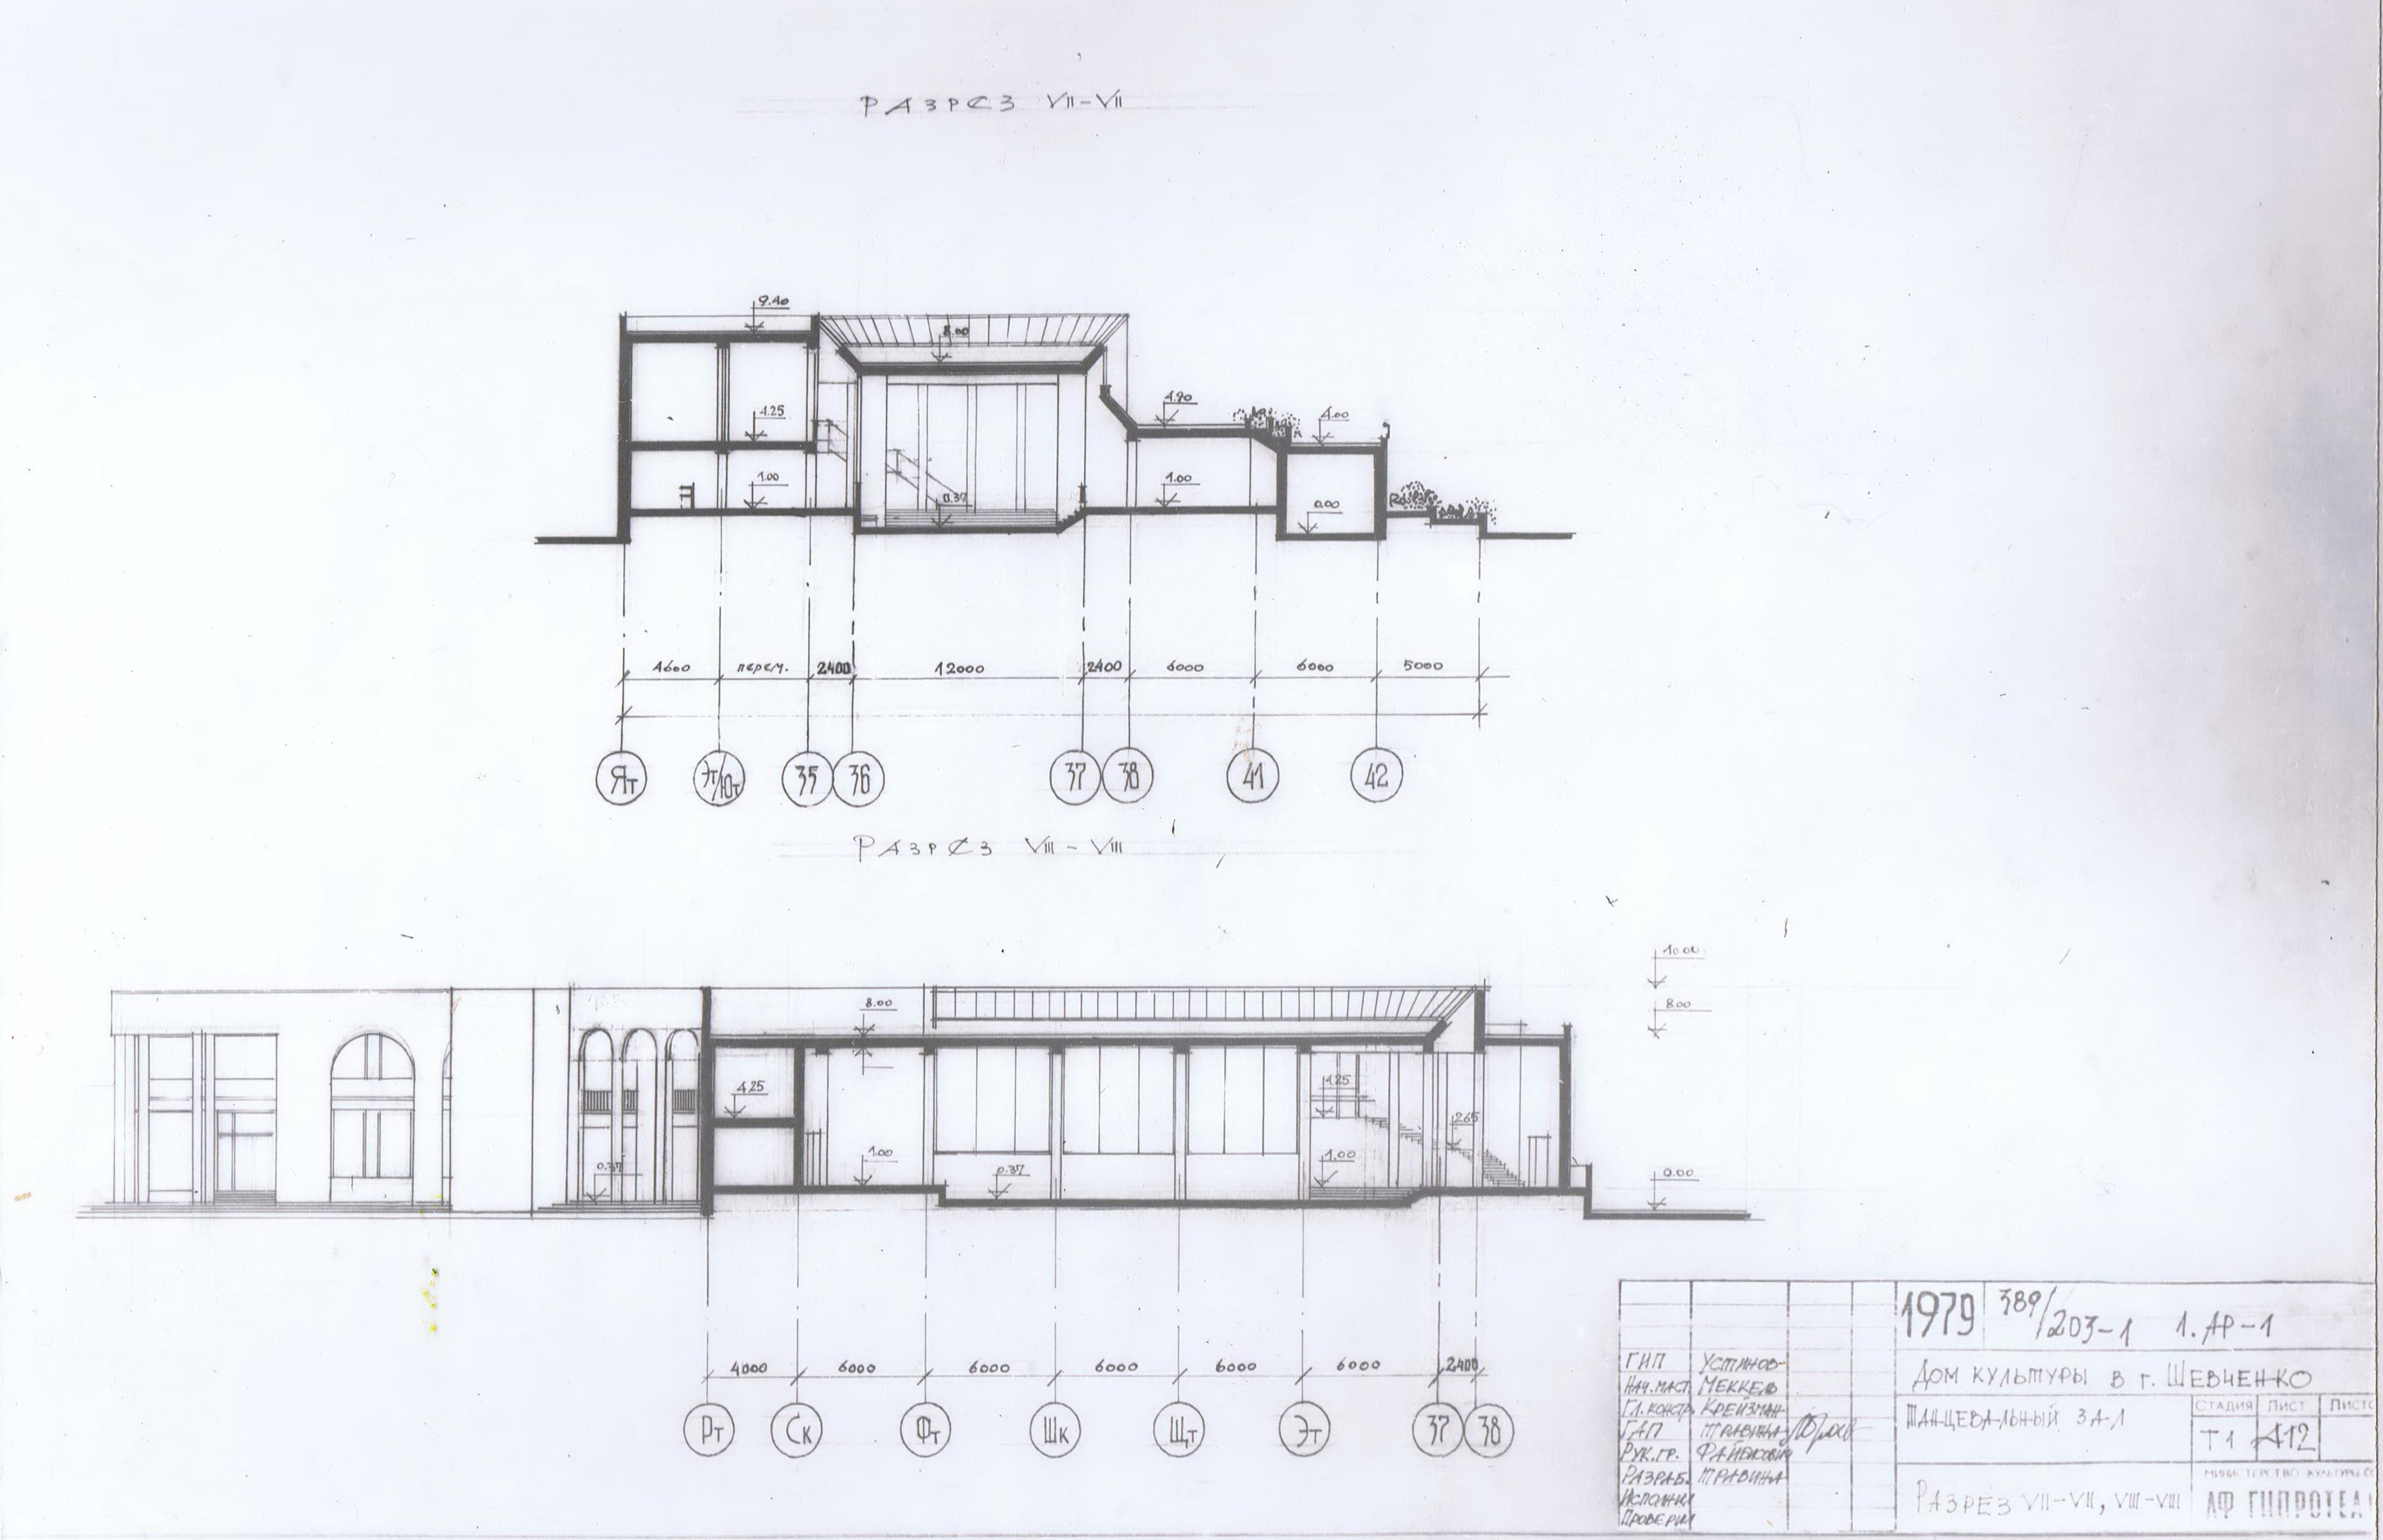 РАЗРЕЗ VII-VII
9.40
8.00
4.25
4.90
4.00
1.00
0.37
1.00
0.00
4600 перем. 2400 12000 2400 6000 6000 5000
Ят Эт/Ют 35 36 37 38 41 42
РАЗРЕЗ VIII-VIII
10.00
8.00
8.00
4.25
4.25
2.65
1.00
1.00
0.37
0.37
0.00
4000 6000 6000 6000 6000 6000 2400
Рт Ск Фт Шк Щт Эт 37 38
1979 389/203-1 1.АР-1
ГИП Устинов
Нач.маст. Меккель
Гл.констр. Крейзман
ГАП Травина
Рук.гр.
Разраб. Травина
Исполнил
Проверил
Дом культуры в г. Шевченко
Танцевальный зал
СТАДИЯ ЛИСТ
Т1 А12
Разрез VII-VII, VIII-VIII
МИНИСТЕРСТВО КУЛЬТУРЫ
АФ ГИПРОТЕА